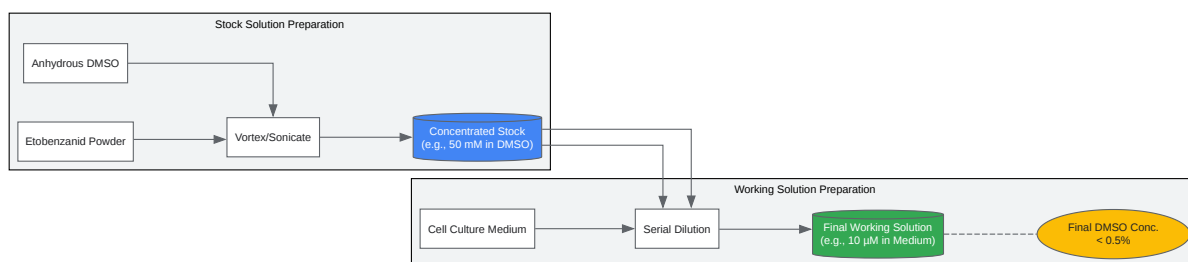 Stock Solution Preparation
Anhydrous DMSO
Etobenzanid Powder
Vortex/Sonicate
Concentrated Stock
(e.g., 50 mM in DMSO)
Working Solution Preparation
Cell Culture Medium
Serial Dilution
Final Working Solution
(e.g., 10 µM in Medium)
Final DMSO Conc.
< 0.5%